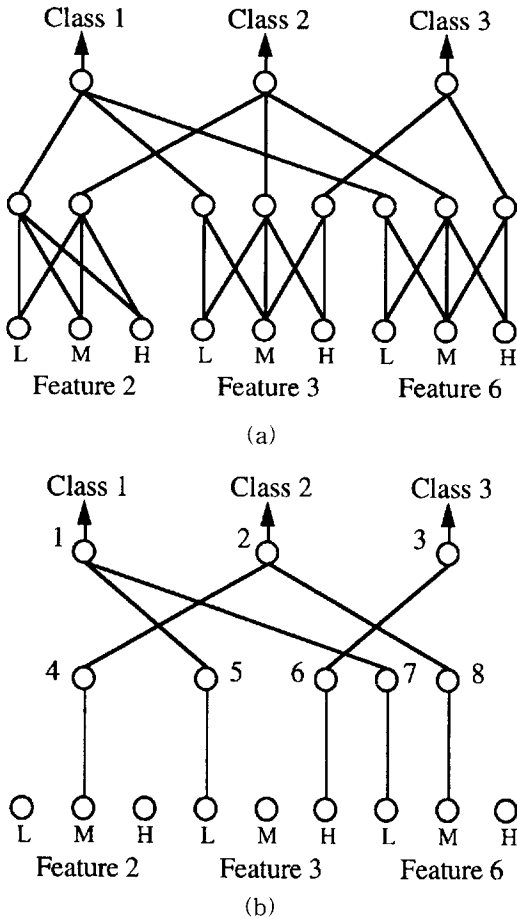 Class 1 Class 2 Class 3
L M H L M H L M H
Feature 2 Feature 3 Feature 6
(a)
Class 1 Class 2 Class 3
1 2 3
4 5 6 7 8
L M H L M H L M H
Feature 2 Feature 3 Feature 6
(b)